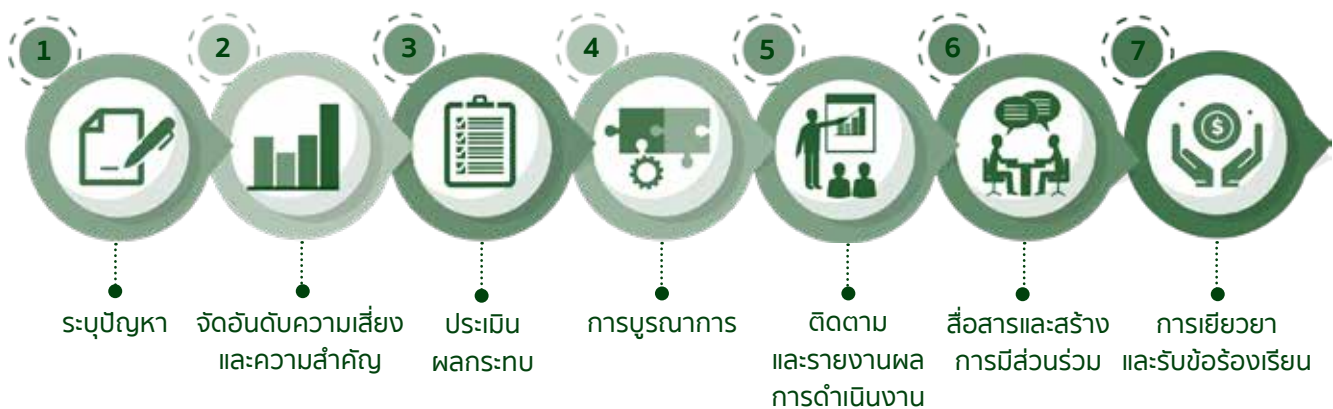 1
2
3
4
5
6
7
$
ระบุปัญหา
จัดอันดับความเสี่ยง
และความสำคัญ
ประเมิน
ผลกระทบ
การบูรณาการ
ติดตาม
และรายงานผล
การดำเนินงาน
สื่อสารและสร้าง
การมีส่วนร่วม
การเยียวยา
และรับข้อร้องเรียน